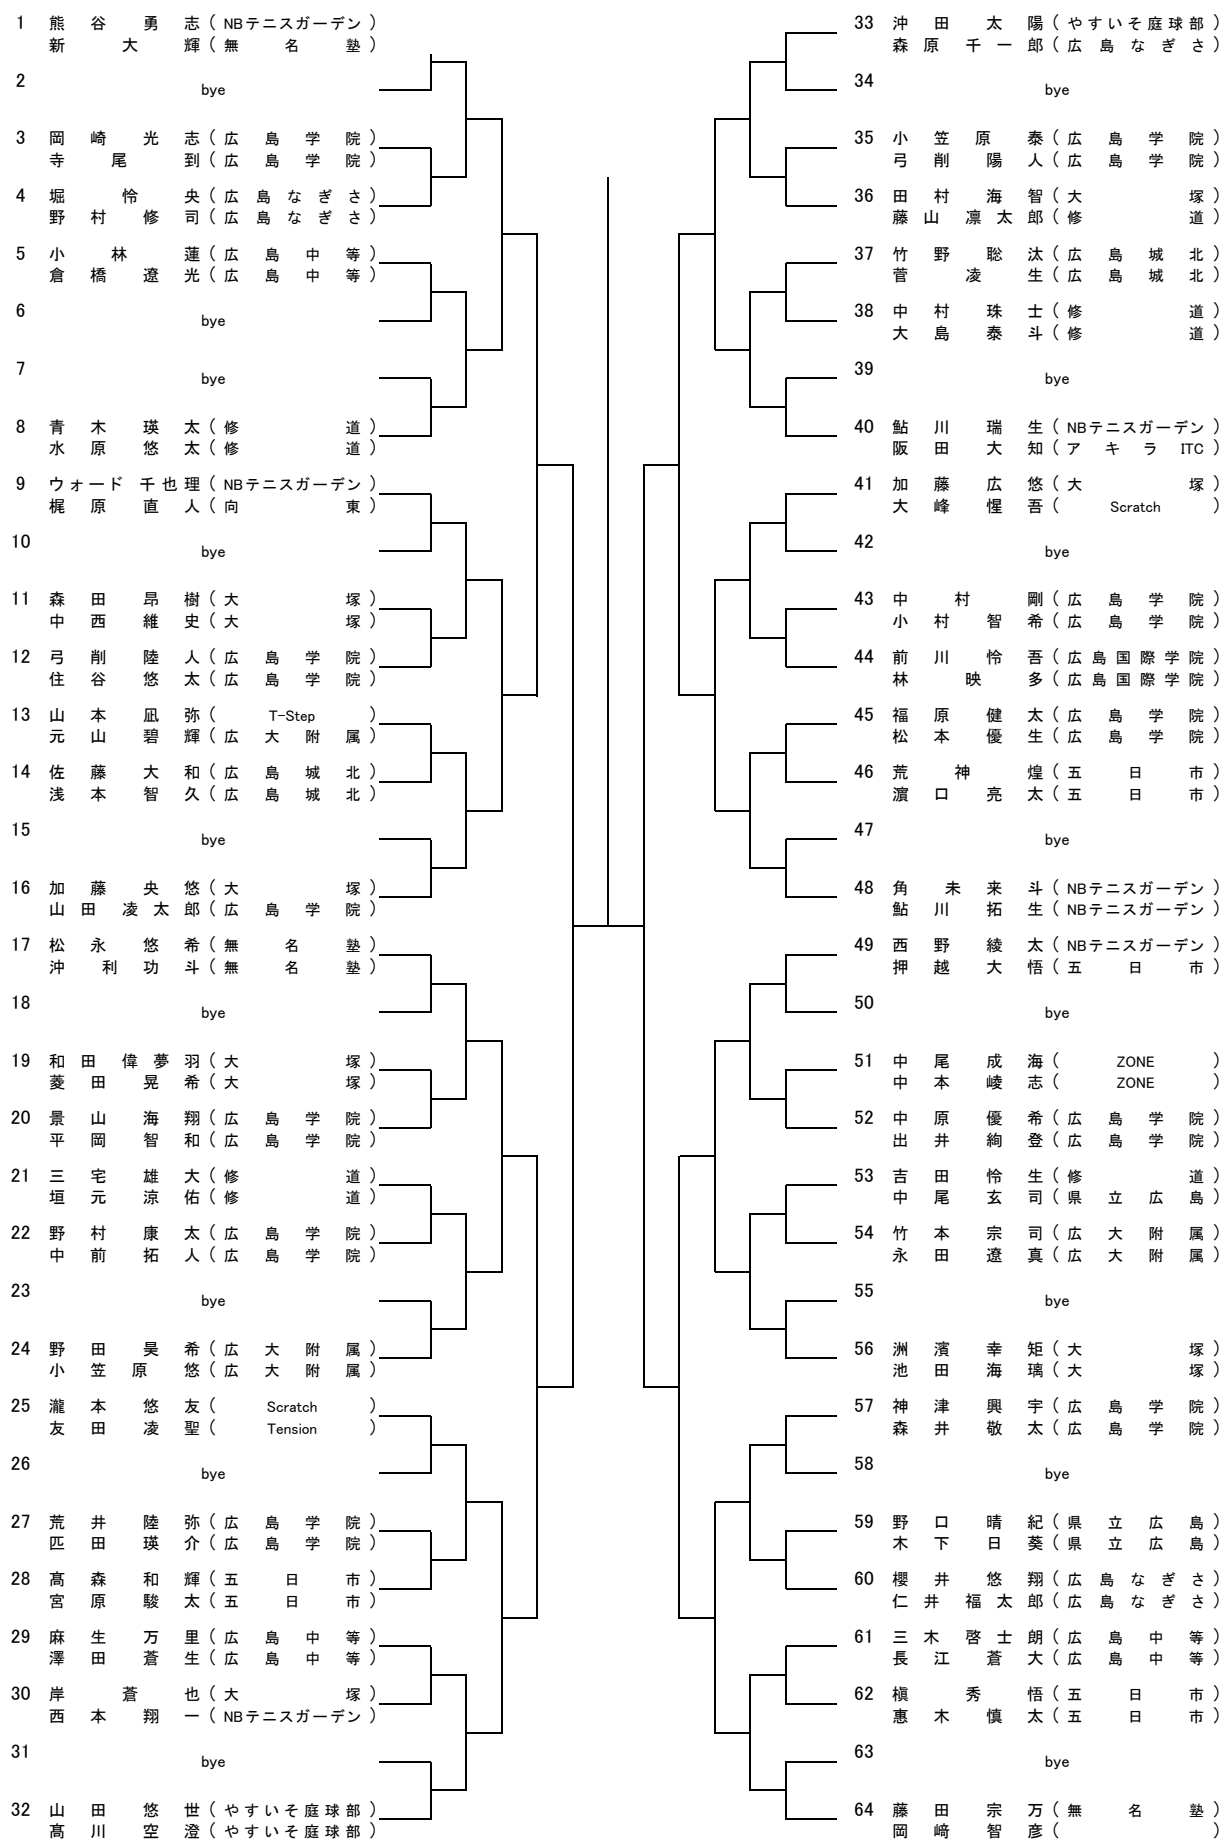 1 熊谷勇志(NBテニスガーデン)
新大輝(無名塾)
2 bye
3 岡崎光志(広島学院)
寺尾到(広島学院)
4 堀怜央(広島なぎさ)
野村修司(広島なぎさ)
5 小林蓮(広島中等)
倉橋遼光(広島中等)
6 bye
7 bye
8 青木瑛太(修道)
水原悠太(修道)
9 ウォード千也理(NBテニスガーデン)
梶原直人(向東)
10 bye
11 森田昂樹(大塚)
中西維史(大塚)
12 弓削陸人(広島学院)
住谷悠太(広島学院)
13 山本凪弥(T-Step)
元山碧輝(広大附属)
14 佐藤大和(広島城北)
浅本智久(広島城北)
15 bye
16 加藤央悠(大塚)
山田凌太郎(広島学院)
17 松永悠希(無名塾)
沖利功斗(無名塾)
18 bye
19 和田偉夢羽(大塚)
菱田晃希(大塚)
20 景山海翔(広島学院)
平岡智和(広島学院)
21 三宅雄大(修道)
垣元涼佑(修道)
22 野村康太(広島学院)
中前拓人(広島学院)
23 bye
24 野田昊希(広大附属)
小笠原悠(広大附属)
25 瀧本悠友(Scratch)
友田凌聖(Tension)
26 bye
27 荒井陸弥(広島学院)
匹田瑛介(広島学院)
28 髙森和輝(五日市)
宮原駿太(五日市)
29 麻生万里(広島中等)
澤田蒼生(広島中等)
30 岸蒼也(大塚)
西本翔一(NBテニスガーデン)
31 bye
32 山田悠世(やすいそ庭球部)
髙川空澄(やすいそ庭球部)
33 沖田太陽(やすいそ庭球部)
森原千一郎(広島なぎさ)
34 bye
35 小笠原泰(広島学院)
弓削陽人(広島学院)
36 田村海智(大塚)
藤山凛太郎(修道)
37 竹野聡汰(広島城北)
菅凌生(広島城北)
38 中村珠士(修道)
大島泰斗(修道)
39 bye
40 鮎川瑞生(NBテニスガーデン)
阪田大知(アキラITC)
41 加藤広悠(大塚)
大峰惺吾(Scratch)
42 bye
43 中村剛(広島学院)
小村智希(広島学院)
44 前川怜吾(広島国際学院)
林映多(広島国際学院)
45 福原健太(広島学院)
松本優生(広島学院)
46 荒神煌(五日市)
濵口亮太(五日市)
47 bye
48 角未来斗(NBテニスガーデン)
鮎川拓生(NBテニスガーデン)
49 西野綾太(NBテニスガーデン)
押越大悟(五日市)
50 bye
51 中尾成海(ZONE)
中本崚志(ZONE)
52 中原優希(広島学院)
出井絢登(広島学院)
53 吉田怜生(修道)
中尾玄司(県立広島)
54 竹本宗司(広大附属)
永田遼真(広大附属)
55 bye
56 洲濱幸矩(大塚)
池田海璃(大塚)
57 神津興宇(広島学院)
森井敬太(広島学院)
58 bye
59 野口晴紀(県立広島)
木下日葵(県立広島)
60 櫻井悠翔(広島なぎさ)
仁井福太郎(広島なぎさ)
61 三木啓士朗(広島中等)
長江蒼大(広島中等)
62 槇秀悟(五日市)
惠木慎太(五日市)
63 bye
64 藤田宗万(無名塾)
岡﨑智彦( )